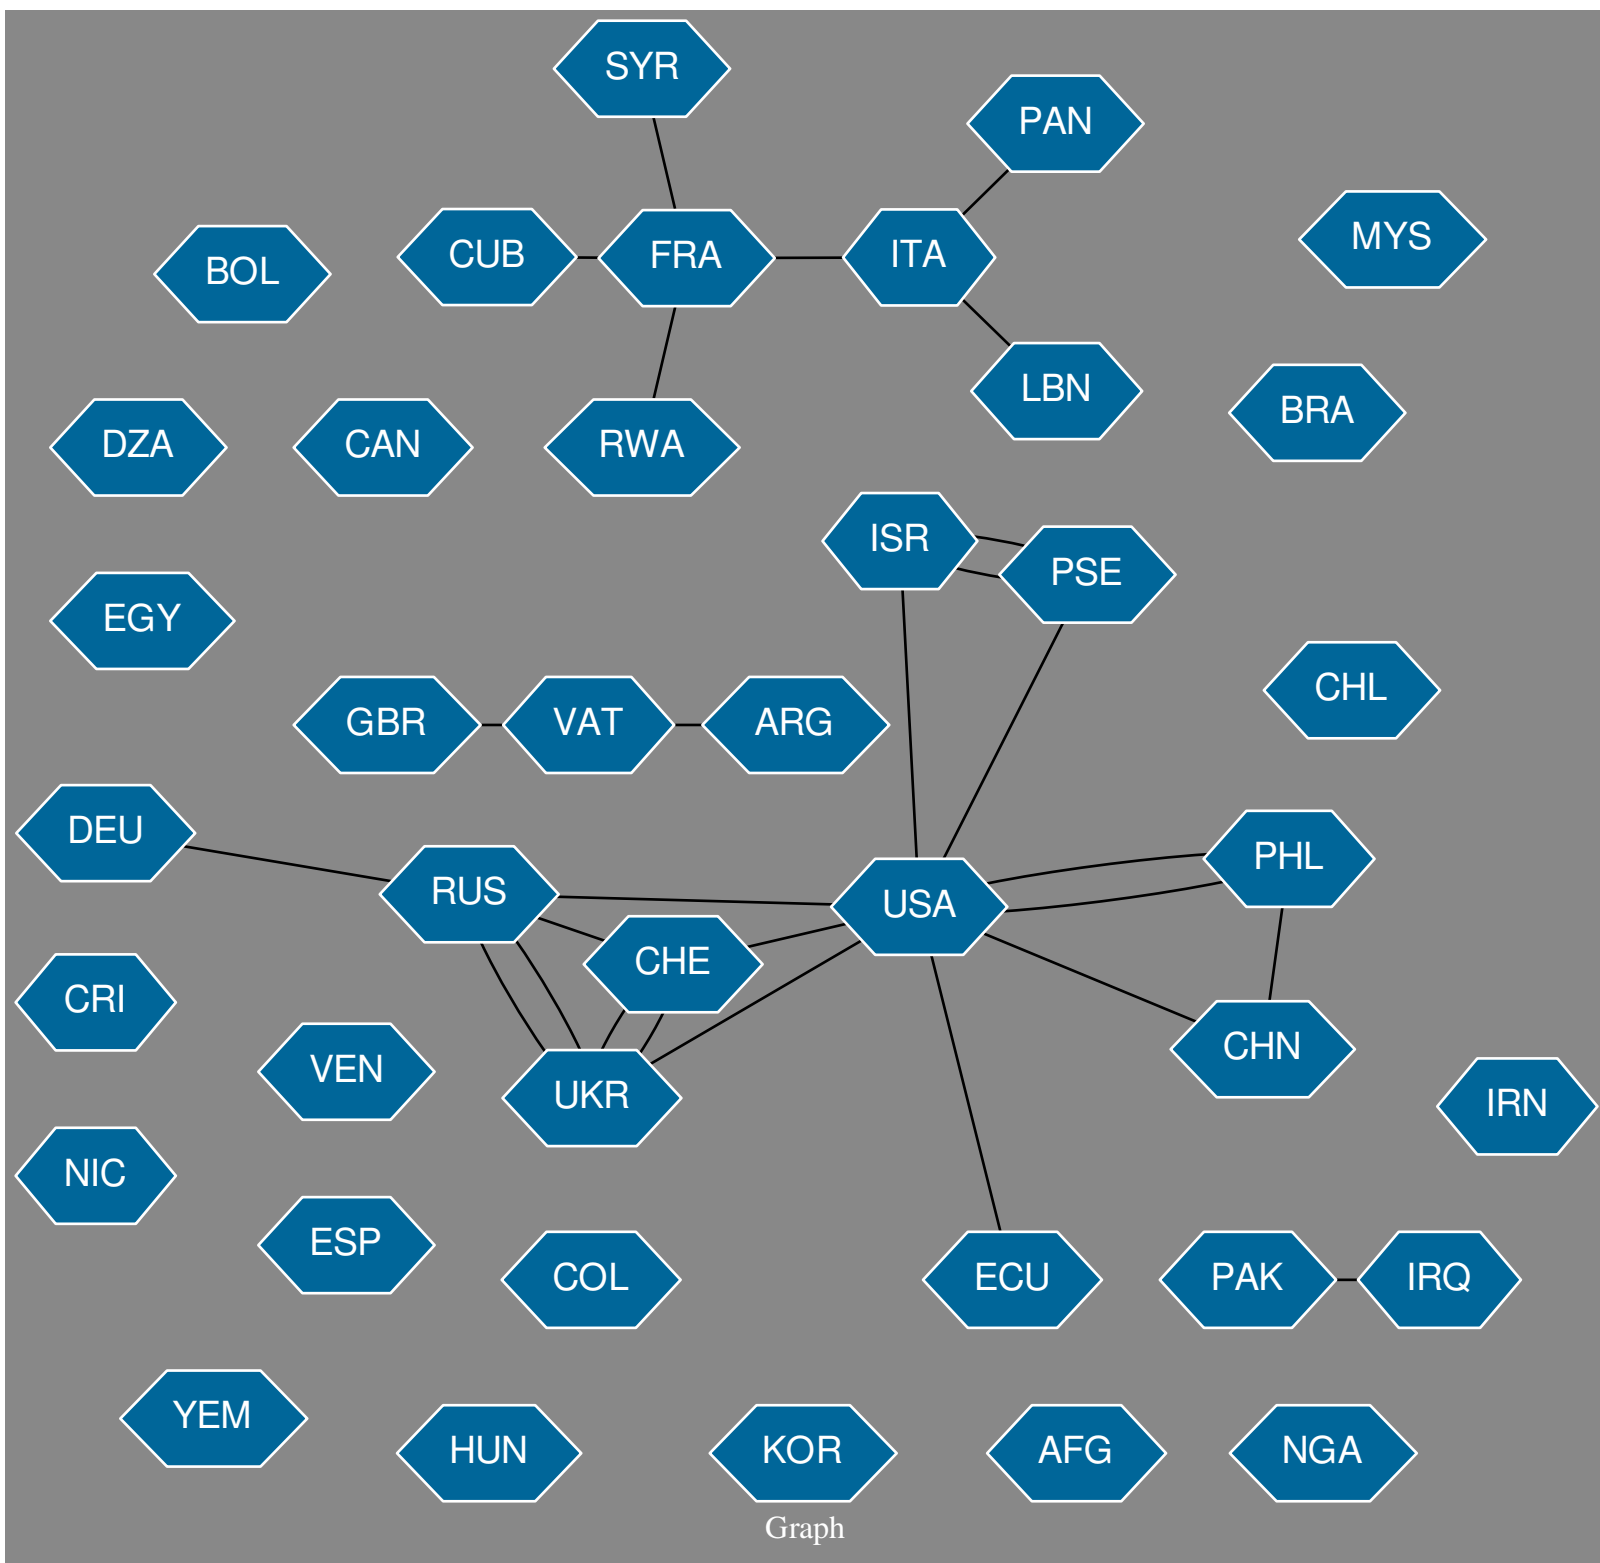 SYR
PAN
MYS
CUB
FRA
ITA
BOL
LBN
BRA
DZA
CAN
RWA
ISR
PSE
EGY
CHL
GBR
VAT
ARG
DEU
PHL
RUS
USA
CHE
CRI
CHN
VEN
UKR
IRN
NIC
ESP
COL
ECU
PAK
IRQ
YEM
HUN
KOR
AFG
NGA
Graph